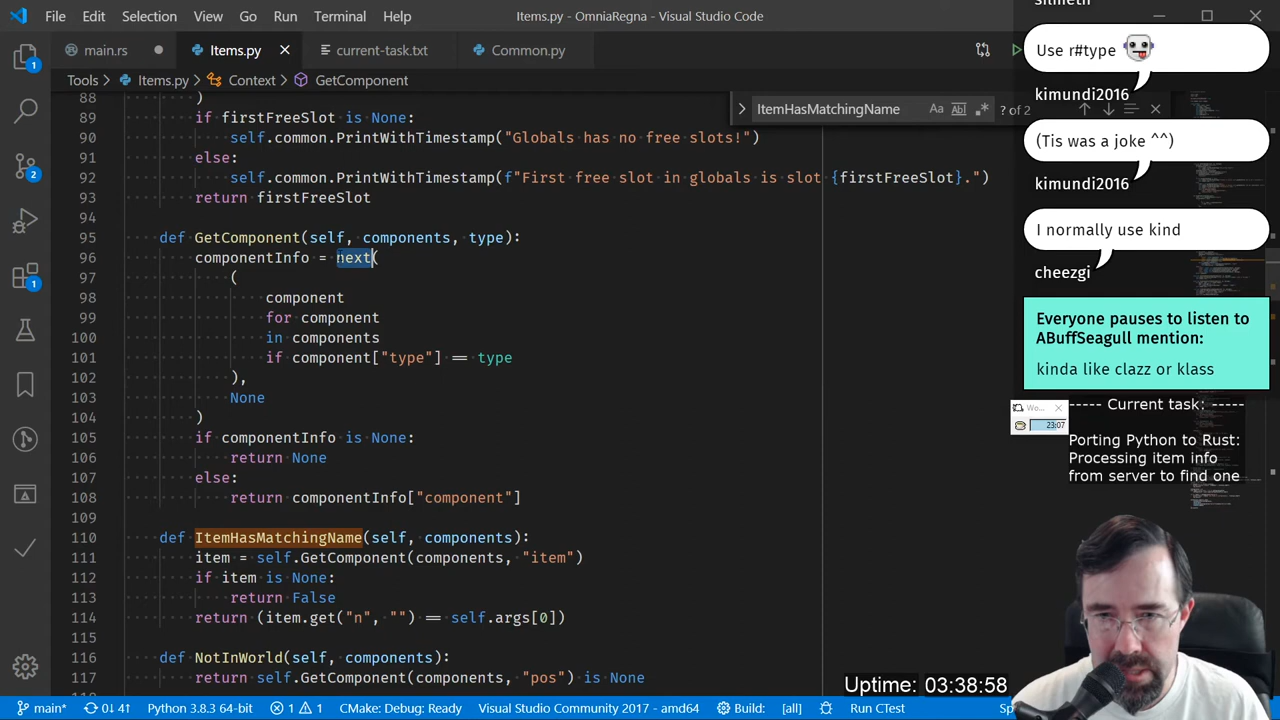 File Edit Selection View Go Run Terminal Help
Items.py - OmniaRegna - Visual Studio Code
main.rs
Items.py
current-task.txt
Common.py
Tools > Items.py > Context > GetComponent
ItemHasMatchingName Aa Abl ? of 2
88 )
89 if firstFreeSlot is None:
90 self.common.PrintWithTimestamp("Globals has no free slots!")
91 else:
92 self.common.PrintWithTimestamp(f"First free slot in globals is slot {firstFreeSlot}.")
93 return firstFreeSlot
94
95 def GetComponent(self, components, type):
96 componentInfo = next(
97 (
98 component
99 for component
100 in components
101 if component["type"] == type
102 ),
103 None
104 )
105 if componentInfo is None:
106 return None
107 else:
108 return componentInfo["component"]
109
110 def ItemHasMatchingName(self, components):
111 item = self.GetComponent(components, "item")
112 if item is None:
113 return False
114 return (item.get("n", "") == self.args[0])
115
116 def NotInWorld(self, components):
117 return self.GetComponent(components, "pos") is None
Use r#type
kimundi2016
(Tis was a joke ^^)
kimundi2016
I normally use kind
cheezgi
Everyone pauses to listen to
ABuffSeagull mention:
kinda like clazz or klass
Wo...
23:07
----- Current task: -----
Porting Python to Rust:
Processing item info
from server to find one
Uptime: 03:38:58
1
2
1
main* 0↓ 4↑ Python 3.8.3 64-bit 1 1 CMake: Debug: Ready Visual Studio Community 2017 - amd64 Build: [all] Run CTest